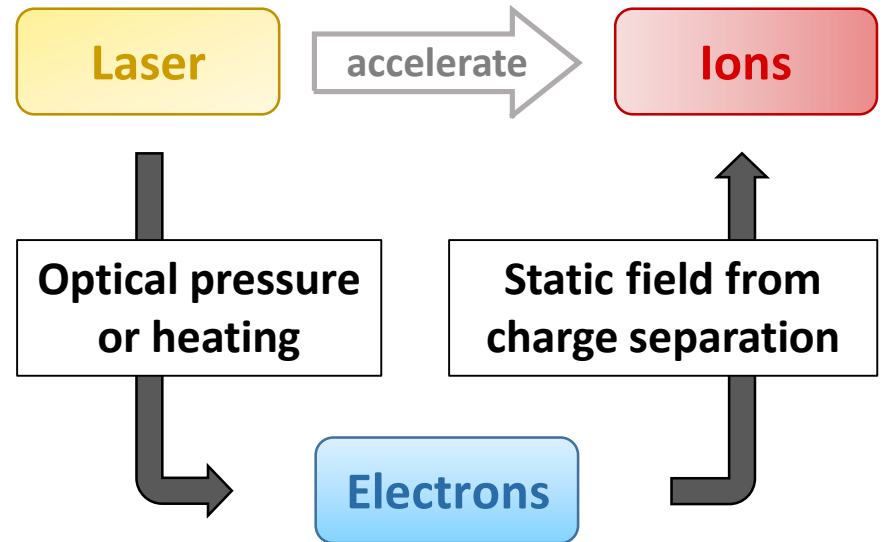 Laser
accelerate
Ions
Optical pressure
or heating
Static field from
charge separation
Electrons